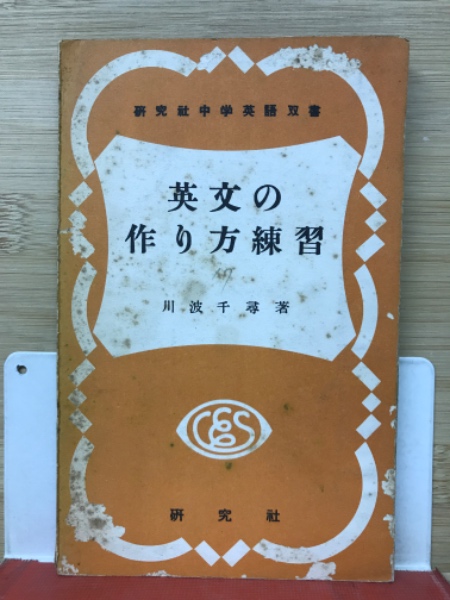 研究社中学英語双書
英文の
作り方練習
川波千尋著
CEGS
研究社